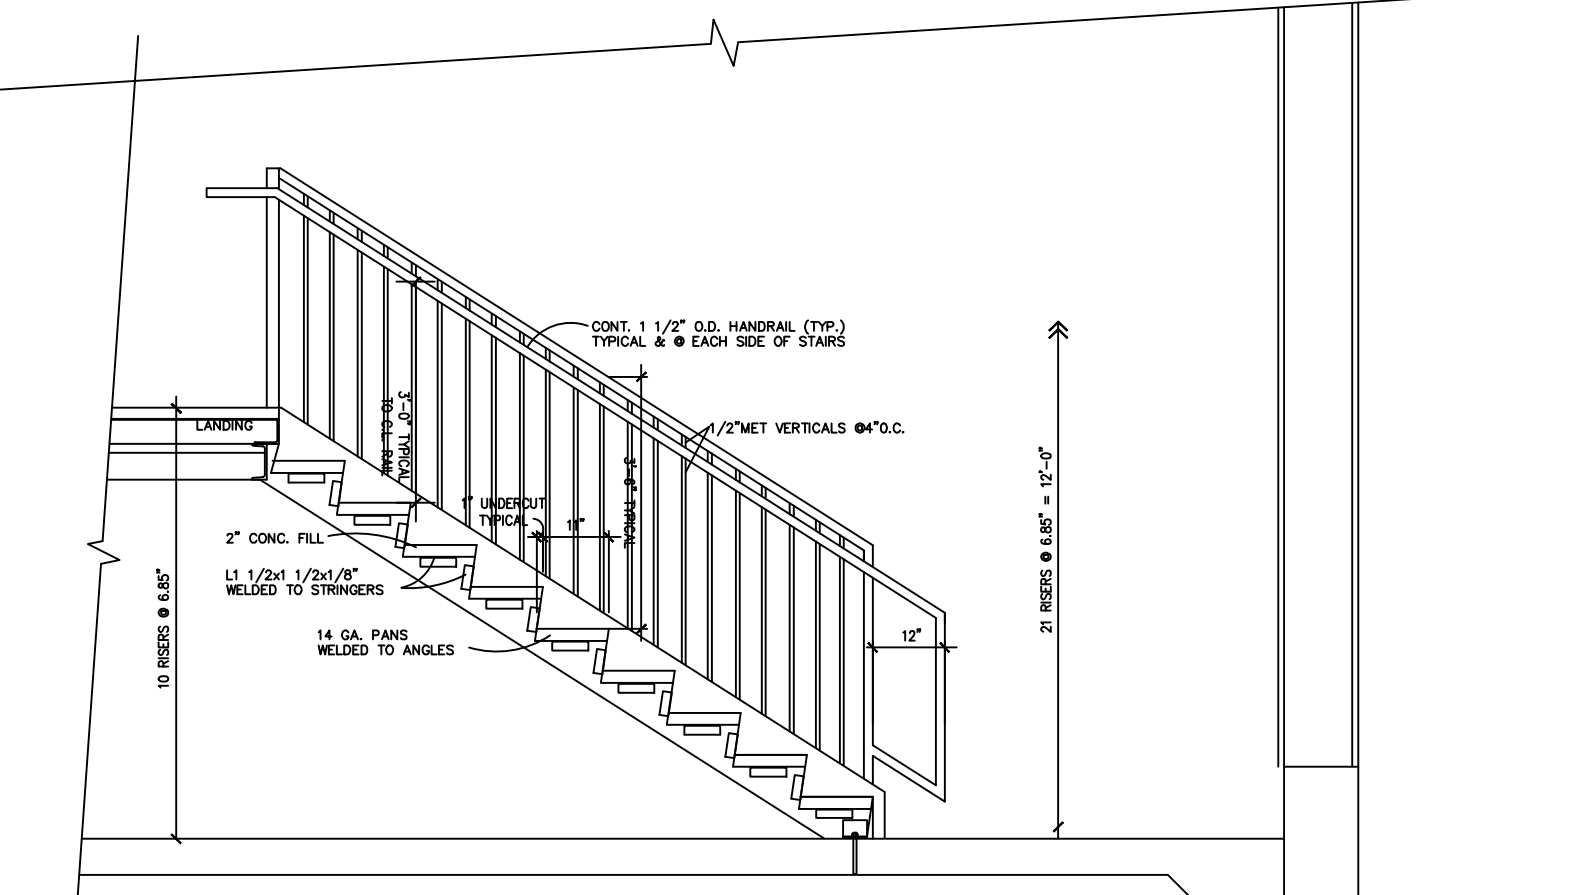 CONT. 1 1/2" O.D. HANDRAIL (TYP.)
TYPICAL & @ EACH SIDE OF STAIRS
3'-0" TYPICAL
TO C.L. RAIL
LANDING
1/2"MET VERTICALS @4"O.C.
3'-6" TYPICAL
1" UNDERCUT
TYPICAL
11"
2" CONC. FILL
L1 1/2x1 1/2x1/8"
WELDED TO STRINGERS
14 GA. PANS
WELDED TO ANGLES
10 RISERS @ 6.85"
12"
21 RISERS @ 6.85" = 12'-0"